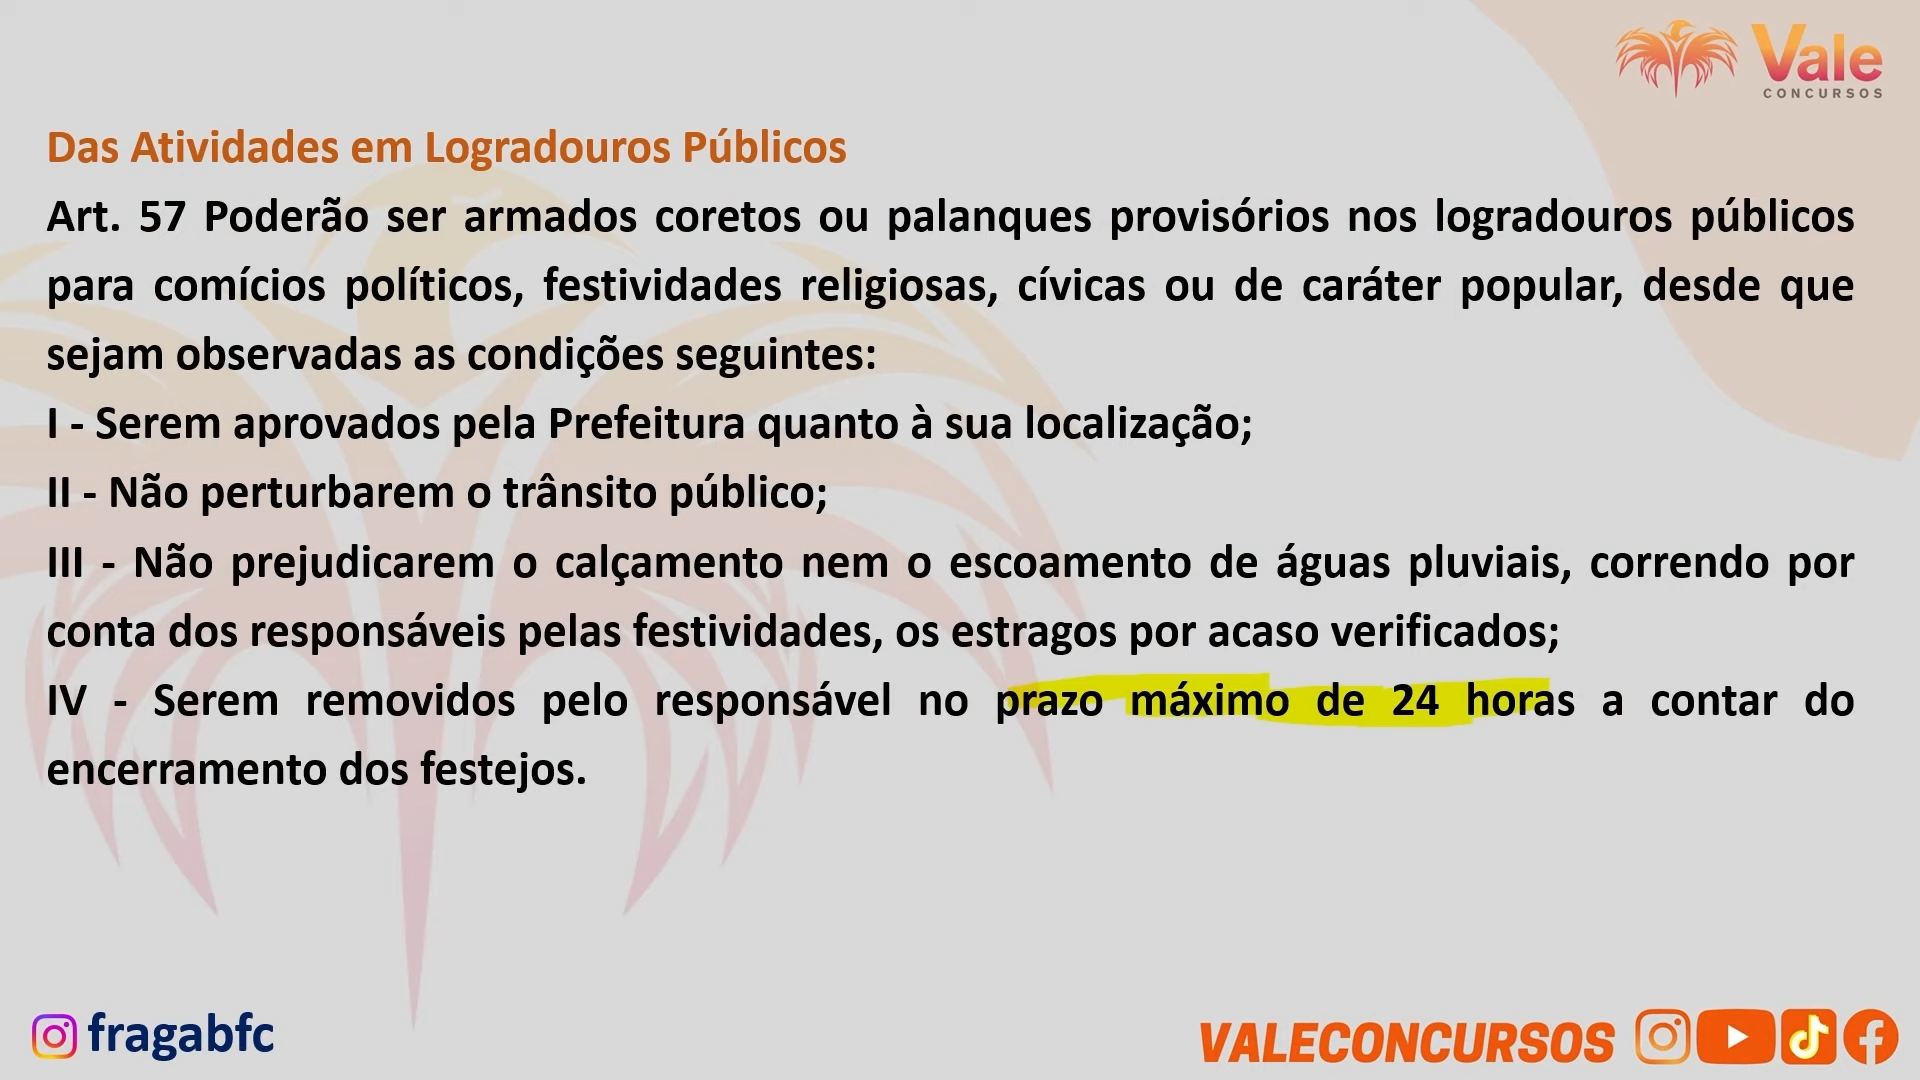 Vale
CONCURSOS
Das Atividades em Logradouros Públicos
Art. 57 Poderão ser armados coretos ou palanques provisórios nos logradouros públicos
para comícios políticos, festividades religiosas, cívicas ou de caráter popular, desde que
sejam observadas as condições seguintes:
I - Serem aprovados pela Prefeitura quanto à sua localização;
II - Não perturbarem o trânsito público;
III - Não prejudicarem o calçamento nem o escoamento de águas pluviais, correndo por
conta dos responsáveis pelas festividades, os estragos por acaso verificados;
IV - Serem removidos pelo responsável no prazo máximo de 24 horas a contar do
encerramento dos festejos.
fragabfc
VALECONCURSOS